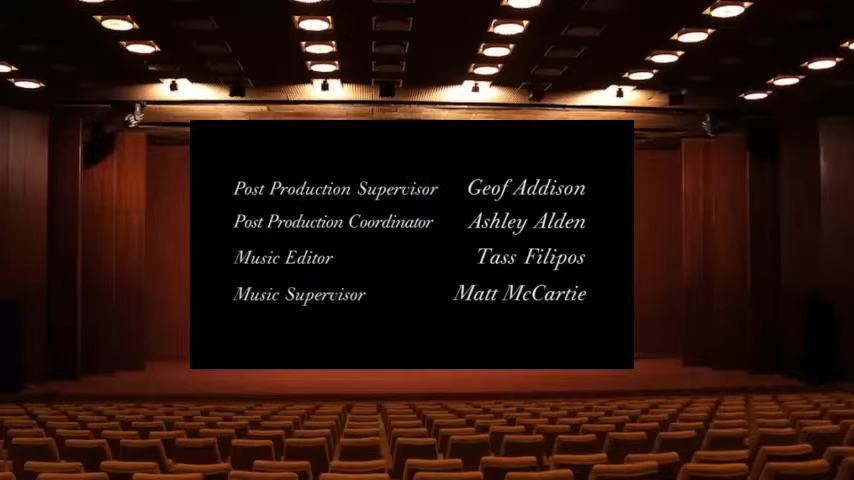 Post Production Supervisor Geof Addison
Post Production Coordinator Ashley Alden
Music Editor Tass Filipos
Music Supervisor Matt McCartie